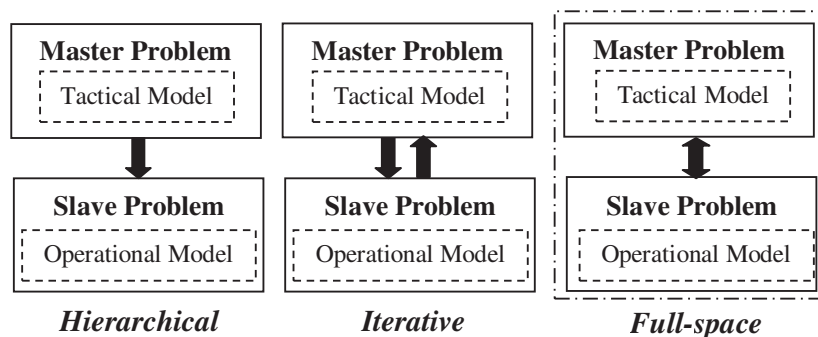 Master Problem
Tactical Model
Slave Problem
Operational Model
Hierarchical
Master Problem
Tactical Model
Slave Problem
Operational Model
Iterative
Master Problem
Tactical Model
Slave Problem
Operational Model
Full-space